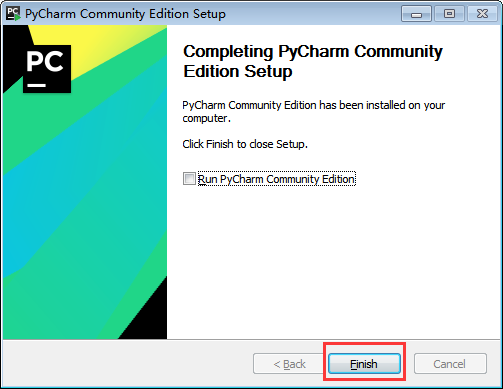 PC PyCharm Community Edition Setup
PC
Completing PyCharm Community
Edition Setup
PyCharm Community Edition has been installed on your
computer.
Click Finish to close Setup.
Run PyCharm Community Edition
< Back
Finish
Cancel